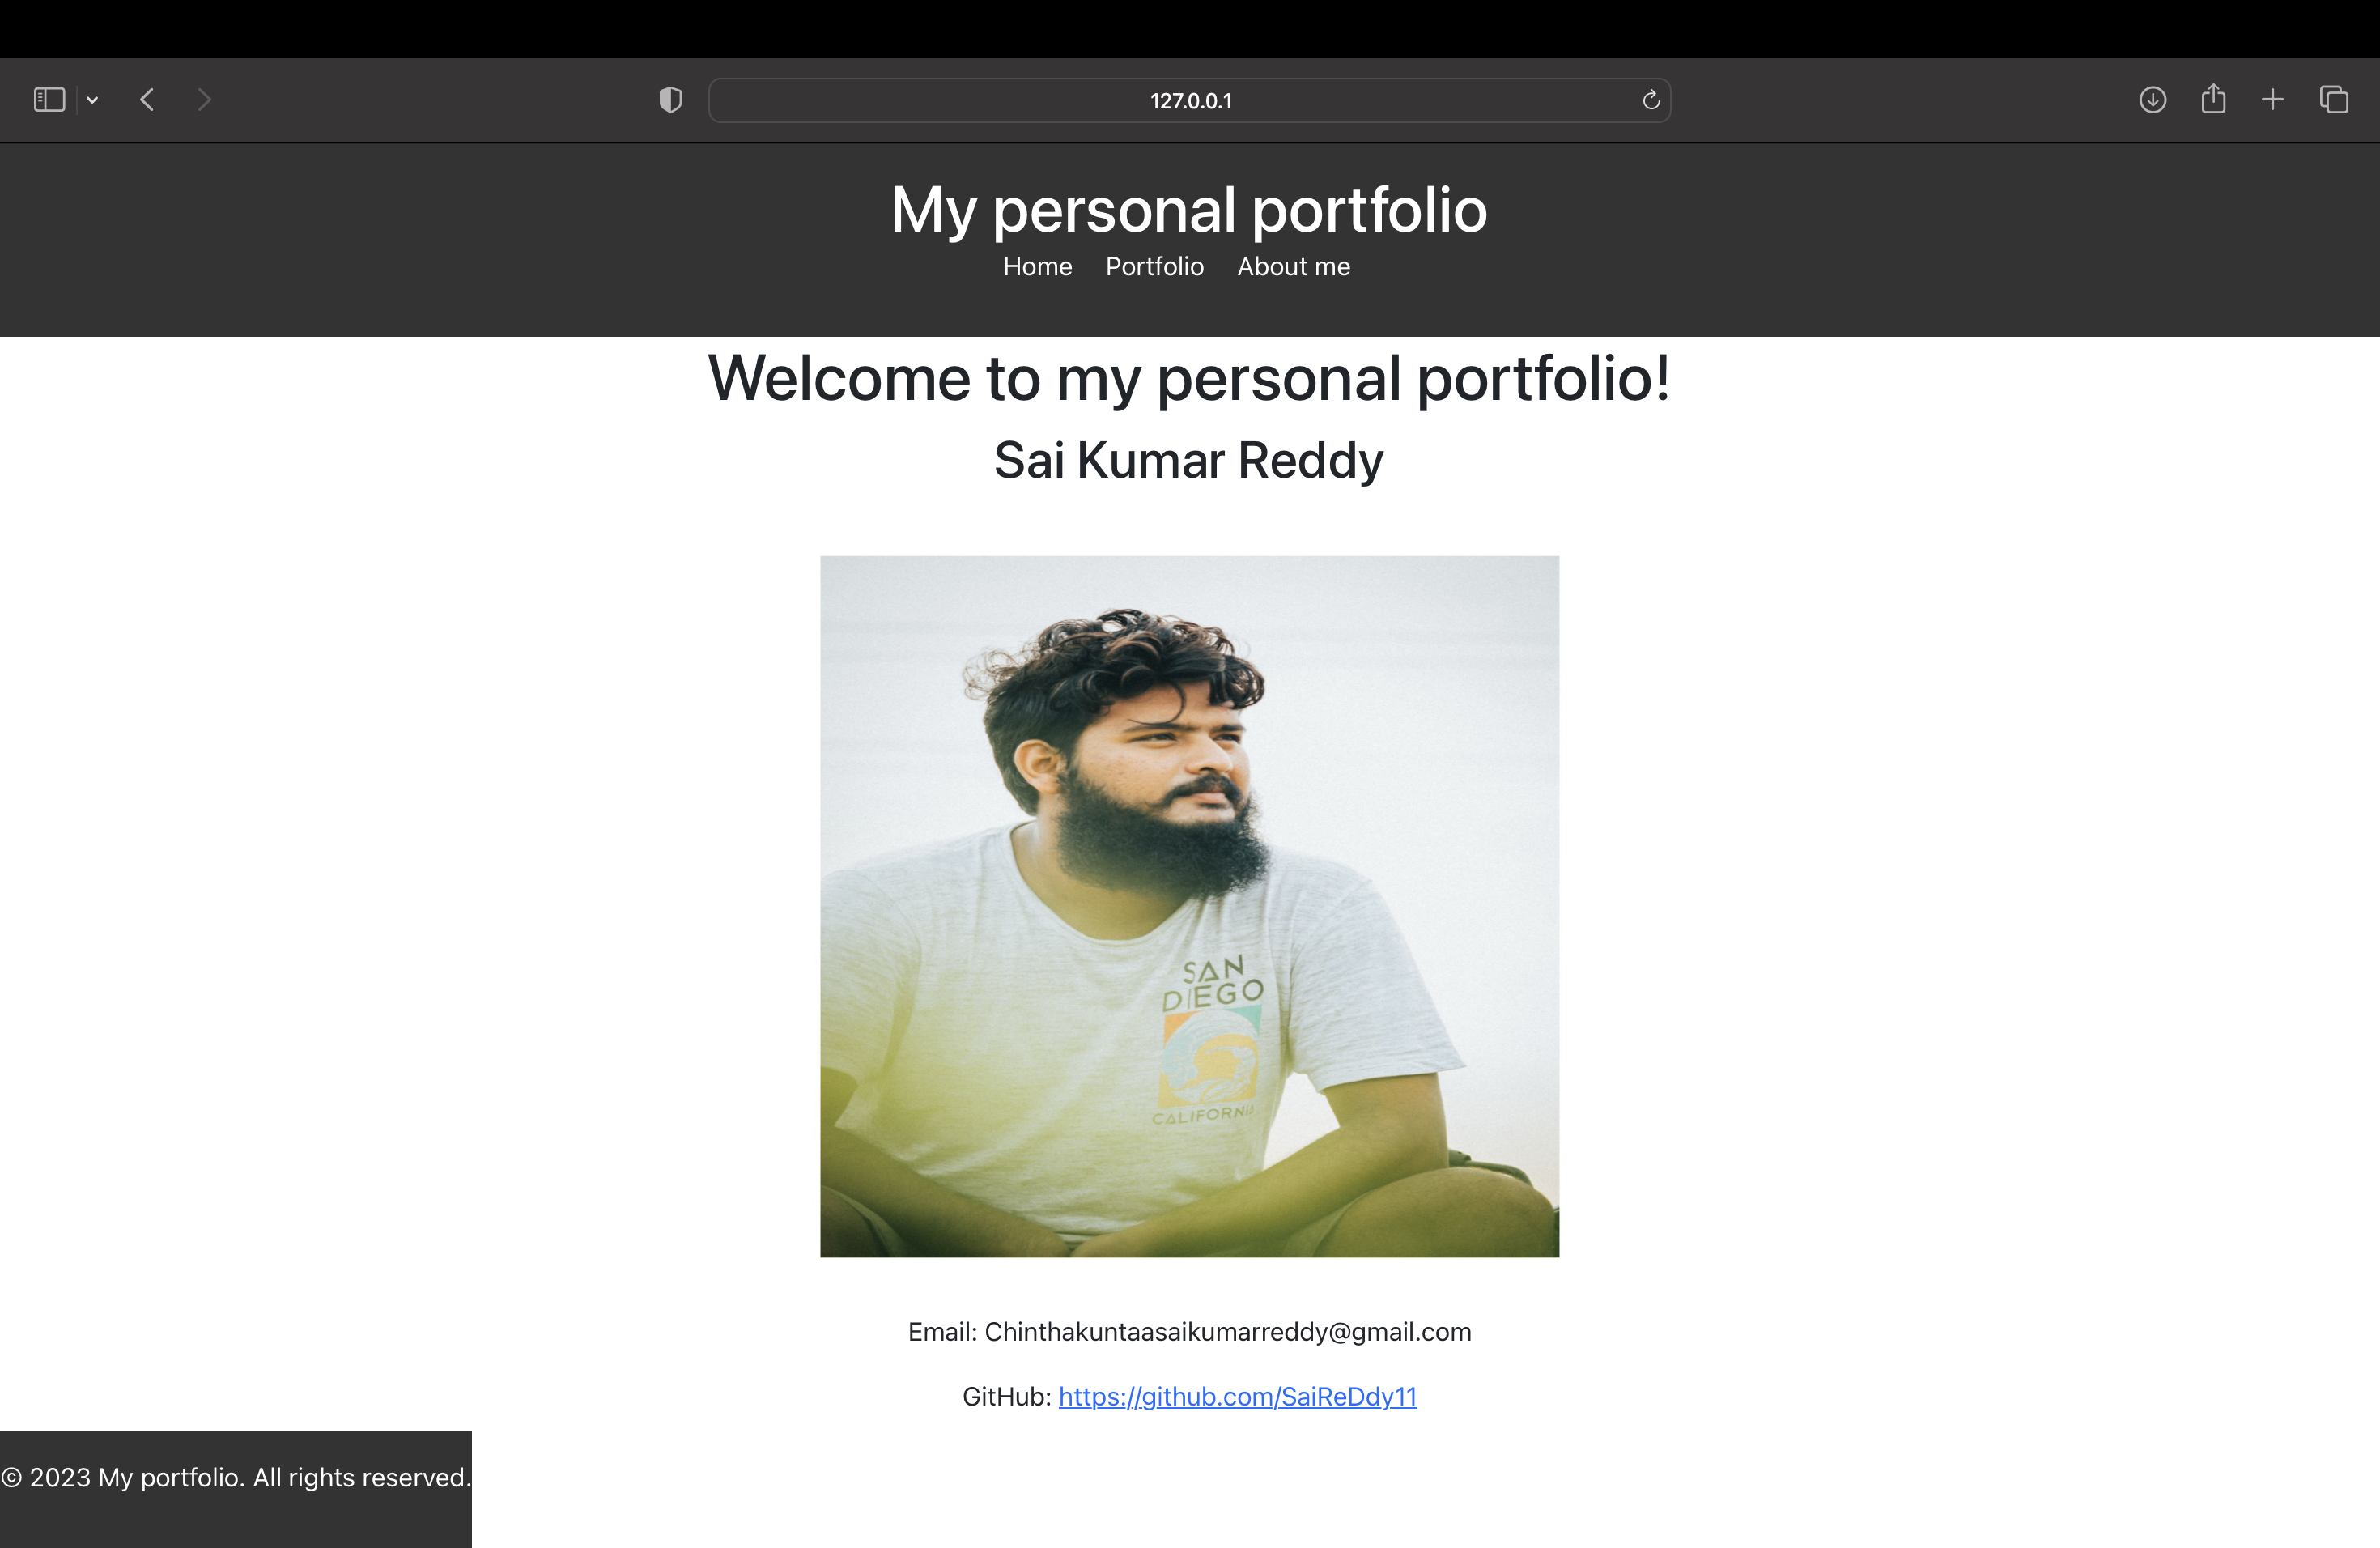 127.0.0.1
My personal portfolio
Home Portfolio About me
Welcome to my personal portfolio!
Sai Kumar Reddy
SAN
DIEGO
CALIFORNIA
Email: Chinthakuntaasaikumarreddy@gmail.com
GitHub: https://github.com/SaiReDdy11
© 2023 My portfolio. All rights reserved.